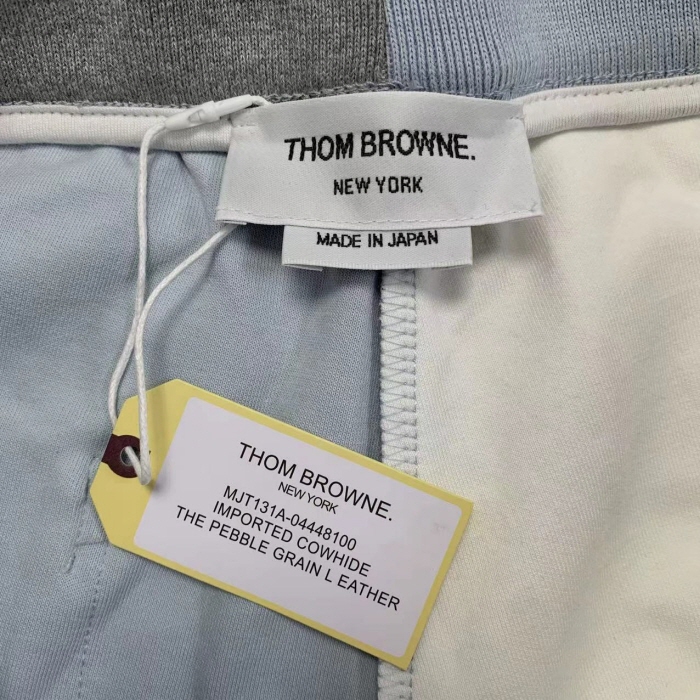 THOM BROWNE.
NEW YORK
MADE IN JAPAN
THOM BROWNE.
NEW YORK
MJT131A-04448100
IMPORTED COWHIDE
THE PEBBLE GRAIN L EATHER